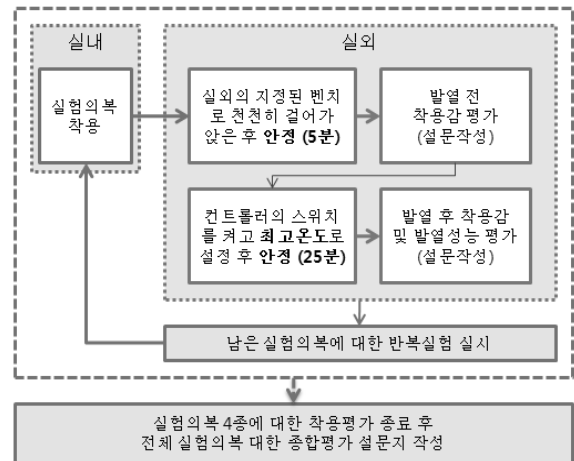 실내
실험의복
착용
실외
실외의 지정된 벤치
로 천천히 걸어가
앉은 후 안정 (5분)
발열 전
착용감 평가
(설문작성)
컨트롤러의 스위치
를 켜고 최고온도로
설정 후 안정 (25분)
발열 후 착용감
및 발열성능 평가
(설문작성)
남은 실험의복에 대한 반복실험 실시
실험의복 4종에 대한 착용평가 종료 후
전체 실험의복 대한 종합평가 설문지 작성